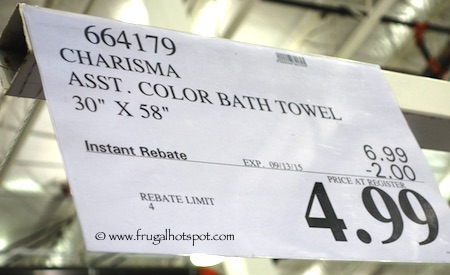 664179
CHARISMA
ASST. COLOR BATH TOWEL
30" X 58"
6.99
Instant Rebate EXP. 09/13/15 -2.00
PRICE AT REGISTER
REBATE LIMIT
4
4.99
© www.frugalhotspot.com